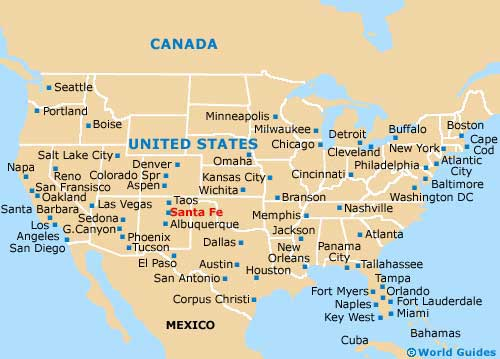 CANADA
Seattle
Portland
Boise
Minneapolis
Milwaukee
Chicago
Detroit
Cleveland
Buffalo
Boston
Cape
Cod
New York
Philadelphia
Atlantic
City
Baltimore
Washington DC
UNITED STATES
Salt Lake City
Napa
Reno
San Fransisco
Oakland
Santa Barbara
Los
Angeles
San Diego
Las Vegas
Sedona
G.Canyon
Phoenix
Tucson
Denver
Colorado Spr
Aspen
Taos
Santa Fe
Albuquerque
El Paso
Omaha
Kansas City
Wichita
Cincinnati
Branson
Memphis
Nashville
Jackson
New
Orleans
Atlanta
Panama
City
Tallahassee
Dallas
Austin
San Antonio
Houston
Corpus Christi
Tampa
Orlando
Fort Myers
Fort Lauderdale
Naples
Miami
Key West
MEXICO
Cuba
Bahamas
© World Guides